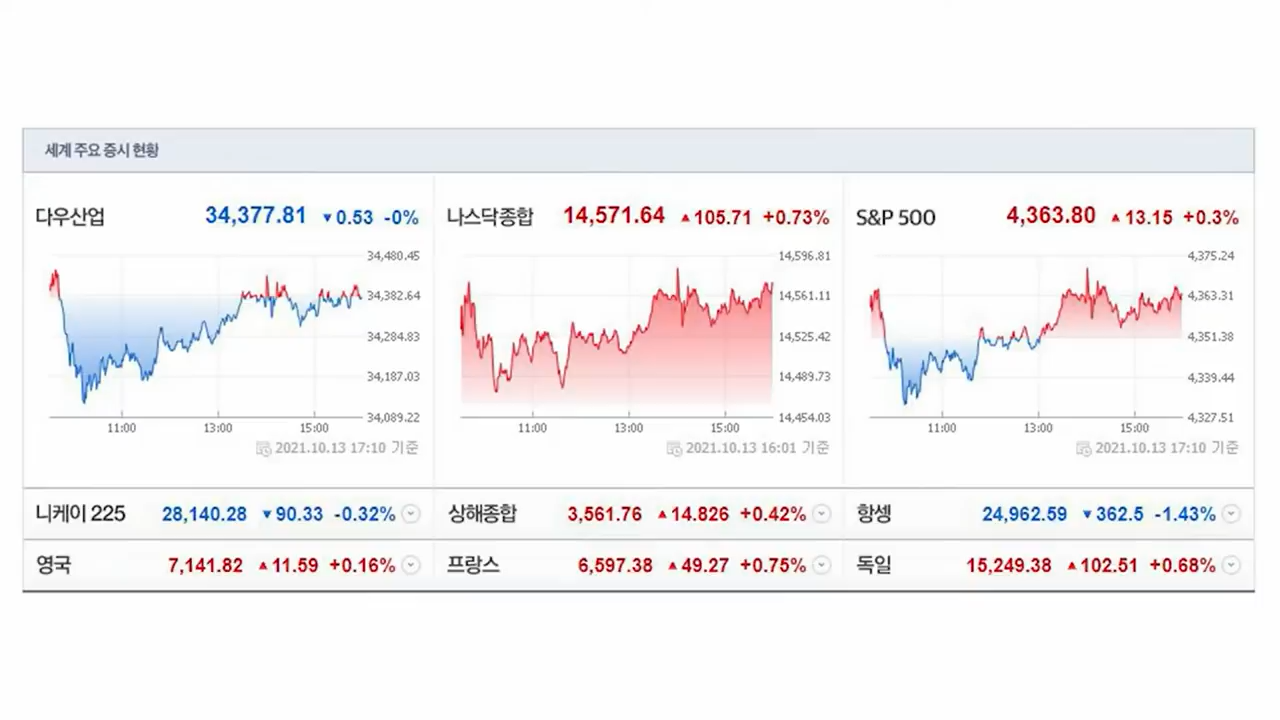 세계 주요 증시 현황
다우산업 34,377.81 ▼0.53 -0%
34,480.45
34,382.64
34,284.83
34,187.03
34,089.22
11:00 13:00 15:00
2021.10.13 17:10 기준
나스닥종합 14,571.64 ▲105.71 +0.73%
14,596.81
14,561.11
14,525.42
14,489.73
14,454.03
11:00 13:00 15:00
2021.10.13 16:01 기준
S&P 500 4,363.80 ▲13.15 +0.3%
4,375.24
4,363.31
4,351.38
4,339.44
4,327.51
11:00 13:00 15:00
2021.10.13 17:10 기준
니케이 225 28,140.28 ▼90.33 -0.32%
상해종합 3,561.76 ▲14.826 +0.42%
항셍 24,962.59 ▼362.5 -1.43%
영국 7,141.82 ▲11.59 +0.16%
프랑스 6,597.38 ▲49.27 +0.75%
독일 15,249.38 ▲102.51 +0.68%